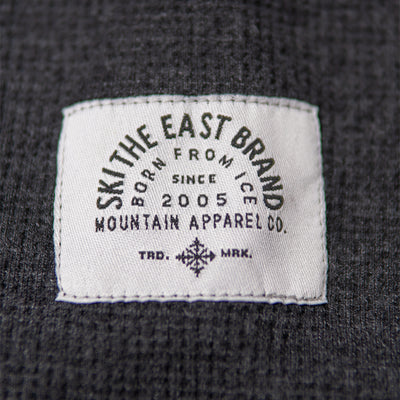 SKI THE EAST BRAND
BORN FROM ICE
SINCE
2005
MOUNTAIN APPAREL CO.
TRD. MRK.